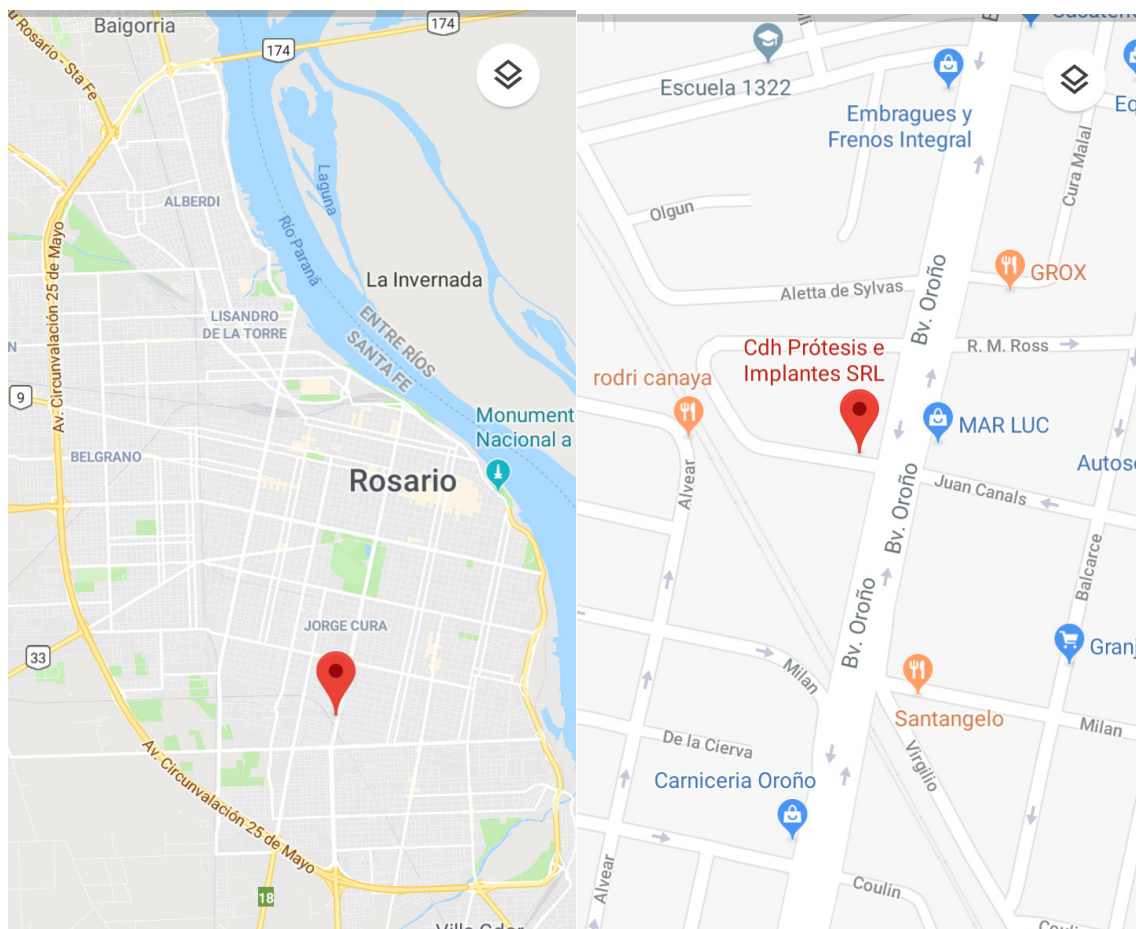 Baigorria
174
174
Rosario - Sta Fe
Laguna
ALBERDI
Río Paraná
Av. Circunvalación 25 de Mayo
La Invernada
LISANDRO
DE LA TORRE
ENTRE RÍOS
SANTA FE
N
9
Monument
Nacional a
BELGRANO
Rosario
JORGE CURA
33
Av. Circunvalación 25 de Mayo
18
Escuela 1322
Embragues y
Frenos Integral
Eq
Cura Malal
Olgun
GROX
Aletta de Sylvas
Bv. Oroño
R. M. Ross
Cdh Prótesis e
Implantes SRL
rodri canaya
MAR LUC
Autose
Alvear
Juan Canals
Bv. Oroño
Balcarce
Bv. Oroño
Granj
Milan
Santangelo
Milan
De la Cierva
Virgilio
Carniceria Oroño
Alvear
Coulin